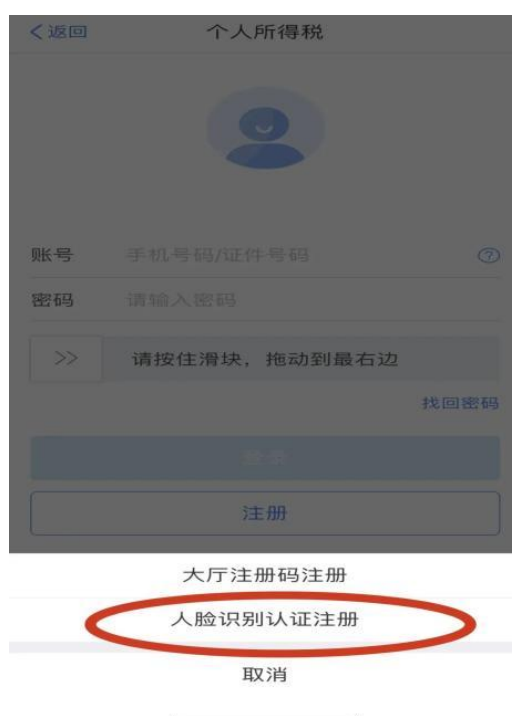 返回 个人所得税
账号 手机号码/证件号码
密码 请输入密码
>> 请按住滑块，拖动到最右边
找回密码
登录
注册
大厅注册码注册
人脸识别认证注册
取消